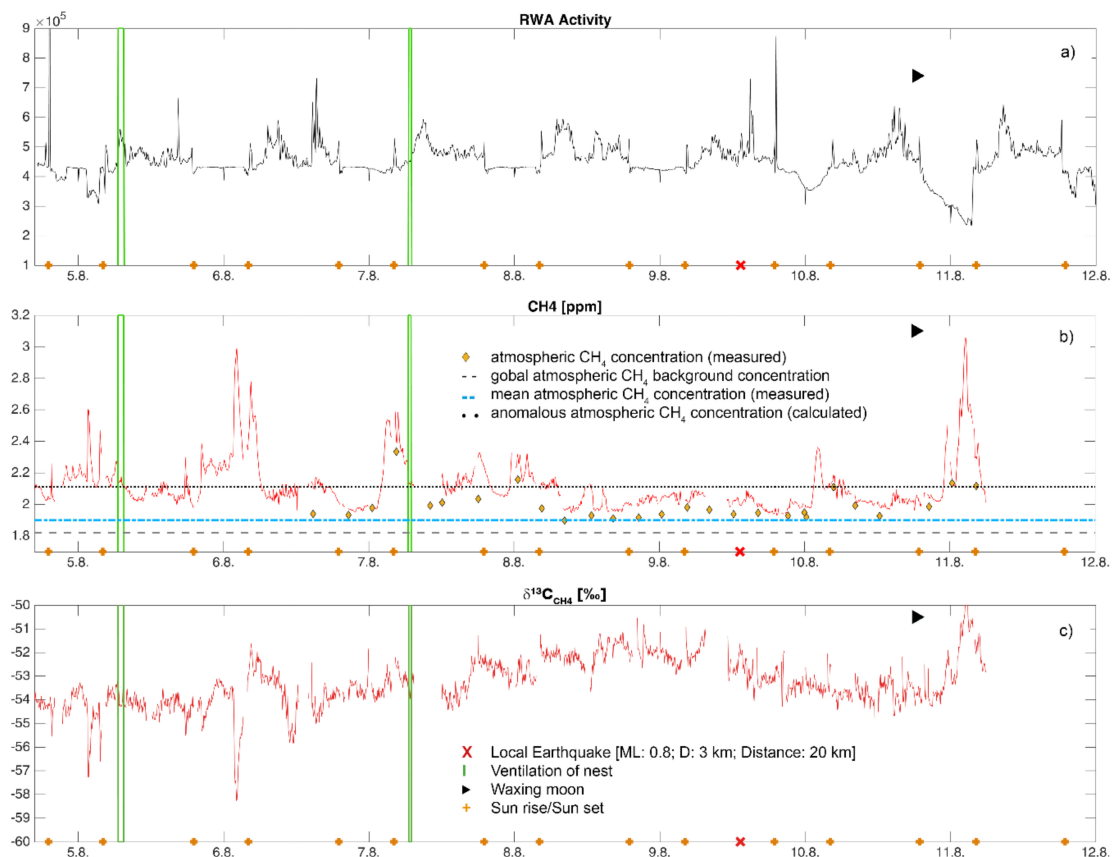 RWA Activity
×10⁵
a)
9
8
7
6
5
4
3
2
1
5.8. 6.8. 7.8. 8.8. 9.8. 10.8. 11.8. 12.8.
CH4 [ppm]
b)
3.2
3
2.8
2.6
2.4
2.2
2
1.8
atmospheric CH₄ concentration (measured)
gobal atmospheric CH₄ background concentration
mean atmospheric CH₄ concentration (measured)
anomalous atmospheric CH₄ concentration (calculated)
5.8. 6.8. 7.8. 8.8. 9.8. 10.8. 11.8. 12.8.
δ¹³C_CH4 [‰]
c)
-50
-51
-52
-53
-54
-55
-56
-57
-58
-59
-60
Local Earthquake [ML: 0.8; D: 3 km; Distance: 20 km]
Ventilation of nest
Waxing moon
Sun rise/Sun set
5.8. 6.8. 7.8. 8.8. 9.8. 10.8. 11.8. 12.8.